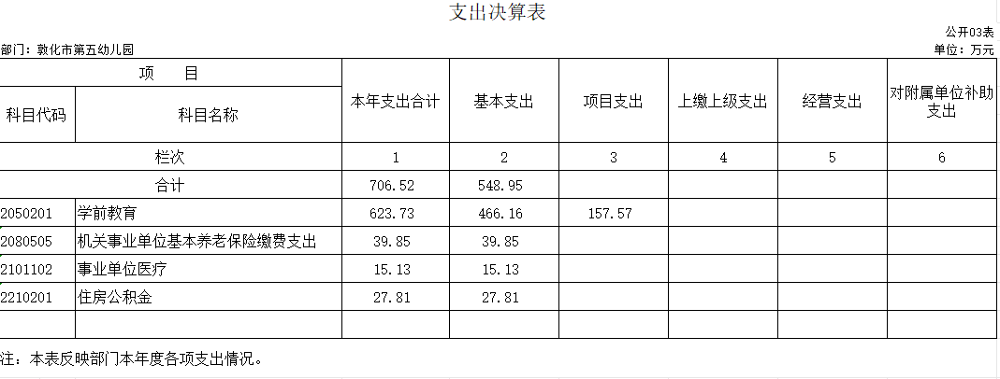 支出决算表
公开03表
部门：敦化市第五幼儿园 单位：万元
项 目 本年支出合计 基本支出 项目支出 上缴上级支出 经营支出 对附属单位补助支出
科目代码 科目名称
栏次 1 2 3 4 5 6
合计 706.52 548.95
2050201 学前教育 623.73 466.16 157.57
2080505 机关事业单位基本养老保险缴费支出 39.85 39.85
2101102 事业单位医疗 15.13 15.13
2210201 住房公积金 27.81 27.81
注：本表反映部门本年度各项支出情况。